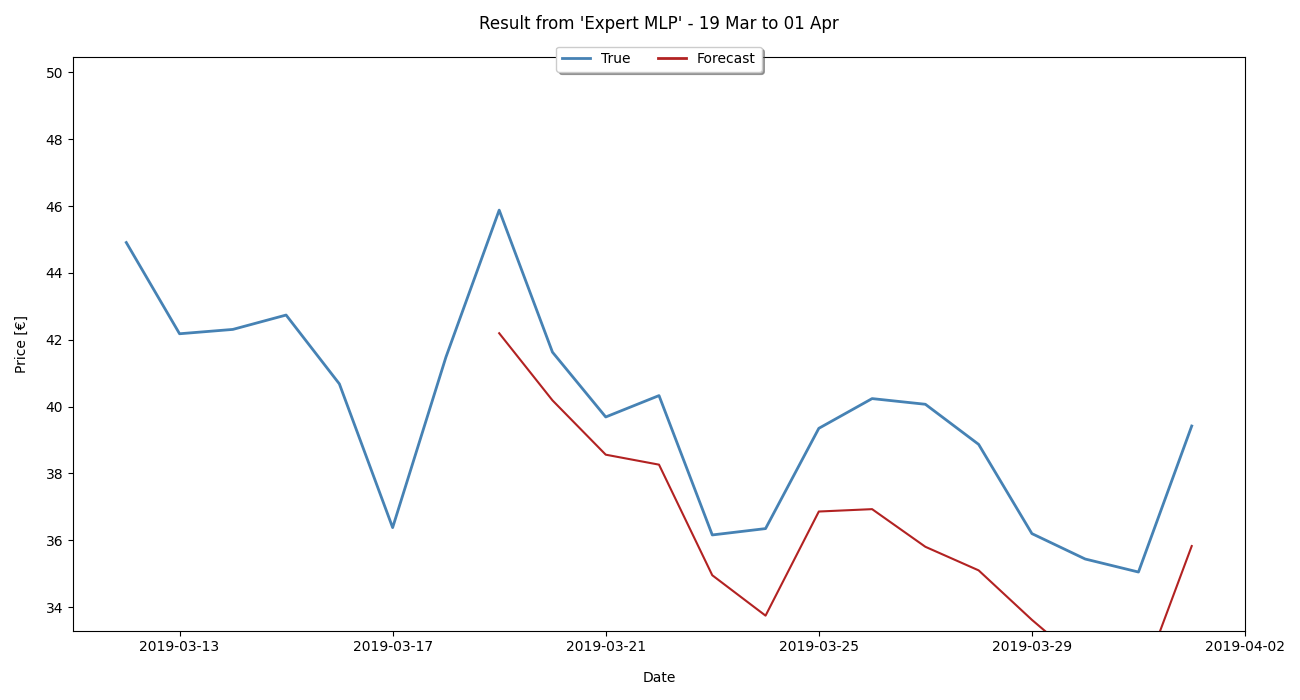 Result from 'Expert MLP' - 19 Mar to 01 Apr
True Forecast
50
48
46
44
42
40
38
36
34
Price [€]
2019-03-13 2019-03-17 2019-03-21 2019-03-25 2019-03-29 2019-04-02
Date